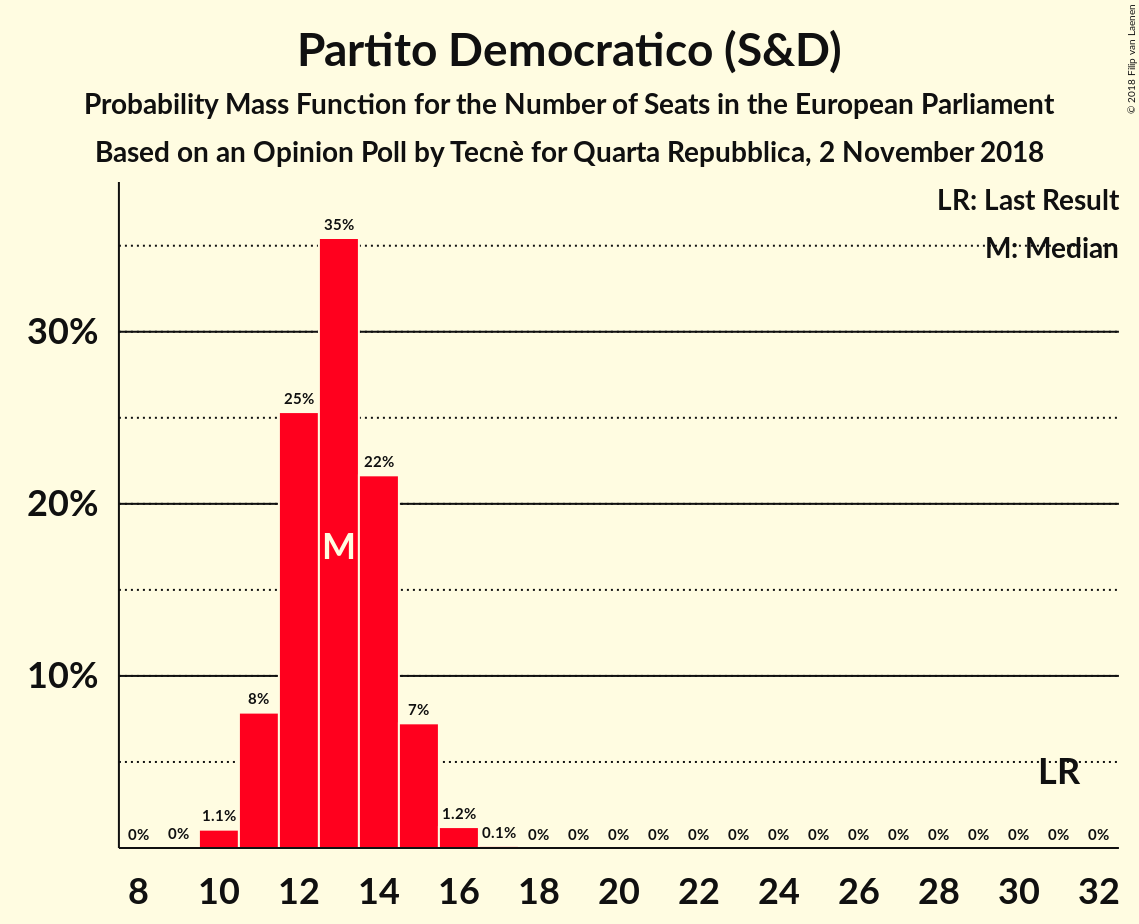 Partito Democratico (S&D)
Probability Mass Function for the Number of Seats in the European Parliament
Based on an Opinion Poll by Tecnè for Quarta Repubblica, 2 November 2018
© 2018 Filip van Laenen
LR: Last Result
M: Median
35%
30%
25%
22%
20%
M
10%
8%
7%
LR
0% 0% 1.1% 1.2% 0.1% 0% 0% 0% 0% 0% 0% 0% 0% 0% 0% 0% 0% 0% 0% 0%
8 10 12 14 16 18 20 22 24 26 28 30 32